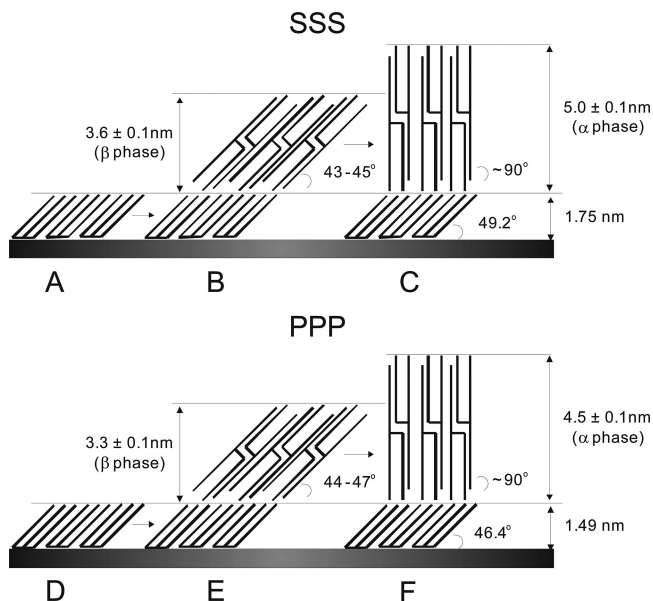 SSS
3.6 ± 0.1nm
(β phase)
43-45°
5.0 ± 0.1nm
(α phase)
~90°
49.2°
1.75 nm
A
B
C
PPP
3.3 ± 0.1nm
(β phase)
44-47°
4.5 ± 0.1nm
(α phase)
~90°
46.4°
1.49 nm
D
E
F